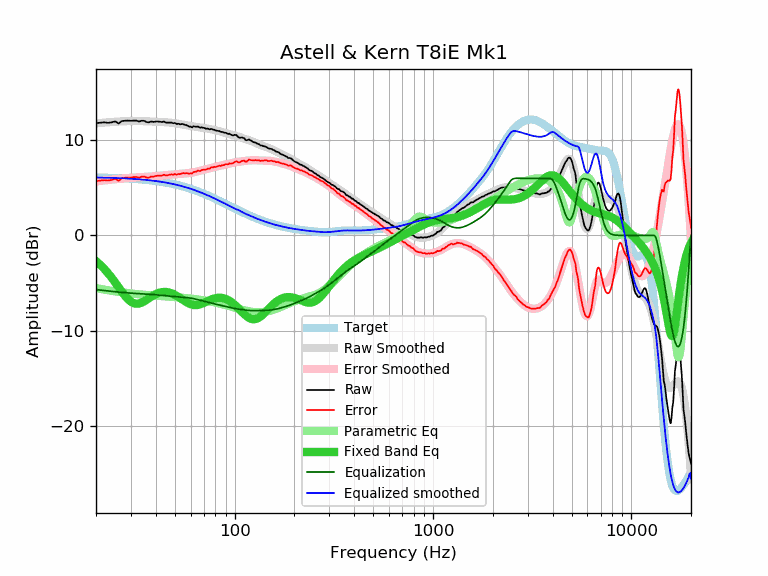 Astell & Kern T8iE Mk1
Amplitude (dBr)
10
0
−10
−20
Target
Raw Smoothed
Error Smoothed
Raw
Error
Parametric Eq
Fixed Band Eq
Equalization
Equalized smoothed
100 1000 10000
Frequency (Hz)